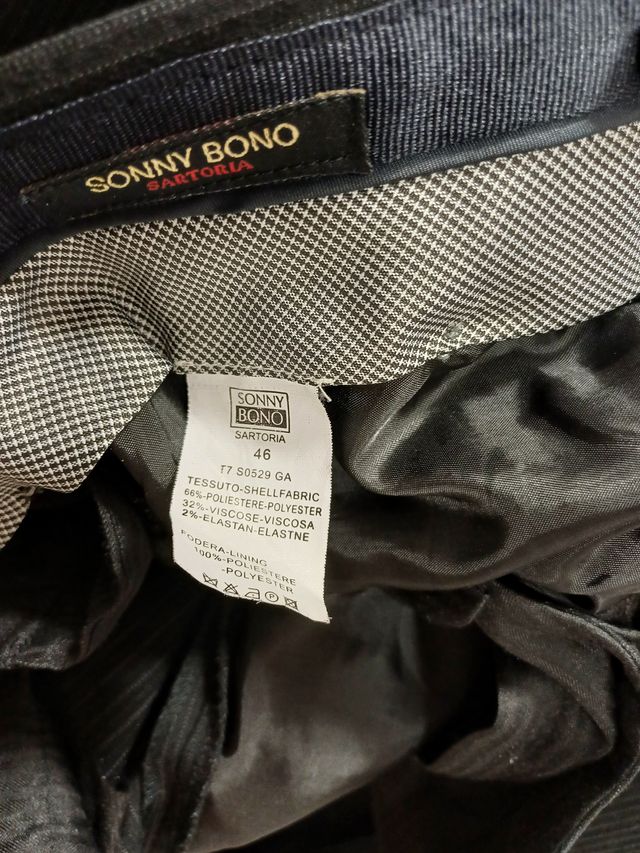 SONNY BONO
SARTORIA
SONNY
BONO
SARTORIA
46
T7 S0529 GA
TESSUTO-SHELLFABRIC
66%-POLIESTERE-POLYESTER
32%-VISCOSE-VISCOSA
2%-ELASTAN-ELASTNE
FODERA-LINING
100%-POLIESTERE
-POLYESTER
P